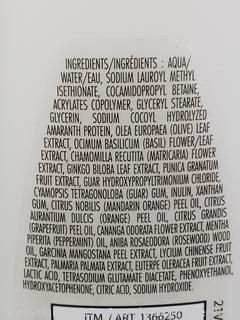 INGREDIENTS/INGRÉDIENTS : AQUA/
WATER/EAU, SODIUM LAUROYL METHYL
ISETHIONATE, COCAMIDOPROPYL BETAINE,
ACRYLATES COPOLYMER, GLYCERYL STEARATE,
GLYCERIN, SODIUM COCOYL HYDROLYZED
AMARANTH PROTEIN, OLEA EUROPAEA (OLIVE) LEAF
EXTRACT, OCIMUM BASILICUM (BASIL) FLOWER/LEAF
EXTRACT, CHAMOMILLA RECUTITA (MATRICARIA) FLOWER
EXTRACT, GINKGO BILOBA LEAF EXTRACT, PUNICA GRANATUM
FRUIT EXTRACT, GUAR HYDROXYPROPYLTRIMONIUM CHLORIDE,
CYAMOPSIS TETRAGONOLOBA (GUAR) GUM, INULIN, XANTHAN
GUM, CITRUS NOBILIS (MANDARIN ORANGE) PEEL OIL, CITRUS
AURANTIUM DULCIS (ORANGE) PEEL OIL, CITRUS GRANDIS
(GRAPEFRUIT) PEEL OIL, CANANGA ODORATA FLOWER EXTRACT, MENTHA
PIPERITA (PEPPERMINT) OIL, ANIBA ROSAEODORA (ROSEWOOD) WOOD
OIL, GARCINIA MANGOSTANA PEEL EXTRACT, LYCIUM CHINENSE FRUIT
EXTRACT, PALMARIA PALMATA EXTRACT, EUTERPE OLERACEA FRUIT EXTRACT,
LACTIC ACID, TETRASODIUM GLUTAMATE DIACETATE, PHENOXYETHANOL,
HYDROXYACETOPHENONE, CITRIC ACID, SODIUM HYDROXIDE.
ITM / ART 1366250